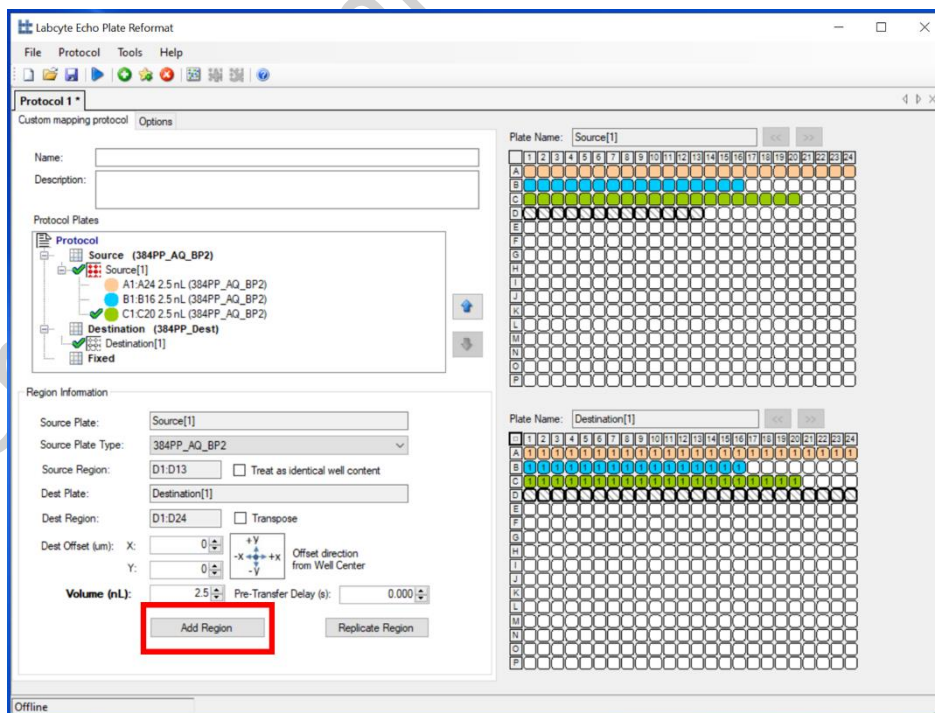 Labcyte Echo Plate Reformat
File Protocol Tools Help
Protocol 1 *
Custom mapping protocol Options
Name:
Description:
Protocol Plates
Protocol
Source (384PP_AQ_BP2)
Source[1]
A1:A24 2.5 nL (384PP_AQ_BP2)
B1:B16 2.5 nL (384PP_AQ_BP2)
C1:C20 2.5 nL (384PP_AQ_BP2)
Destination (384PP_Dest)
Destination[1]
Fixed
Region Information
Source Plate: Source[1]
Source Plate Type: 384PP_AQ_BP2
Source Region: D1:D13 Treat as identical well content
Dest Plate: Destination[1]
Dest Region: D1:D24 Transpose
Dest Offset (um): X: 0 +y
-x +x Offset direction
from Well Center
Y: 0 -y
Volume (nL): 2.5 Pre-Transfer Delay (s): 0.000
Add Region Replicate Region
Plate Name: Source[1] << >>
1 2 3 4 5 6 7 8 9 10 11 12 13 14 15 16 17 18 19 20 21 22 23 24
A
B
C
D
E
F
G
H
I
J
K
L
M
N
O
P
Plate Name: Destination[1] << >>
1 2 3 4 5 6 7 8 9 10 11 12 13 14 15 16 17 18 19 20 21 22 23 24
A 1 1 1 1 1 1 1 1 1 1 1 1 1 1 1 1 1 1 1 1 1 1 1 1
B 1 1 1 1 1 1 1 1 1 1 1 1 1 1 1 1
C 1 1 1 1 1 1 1 1 1 1 1 1 1 1 1 1 1 1 1 1
D
E
F
G
H
I
J
K
L
M
N
O
P
Offline